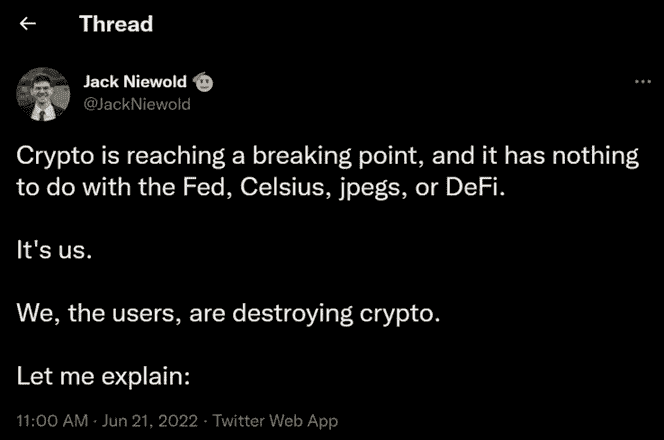 Thread
Jack Niewold
@JackNiewold
Crypto is reaching a breaking point, and it has nothing
to do with the Fed, Celsius, jpegs, or DeFi.
It's us.
We, the users, are destroying crypto.
Let me explain:
11:00 AM · Jun 21, 2022 · Twitter Web App